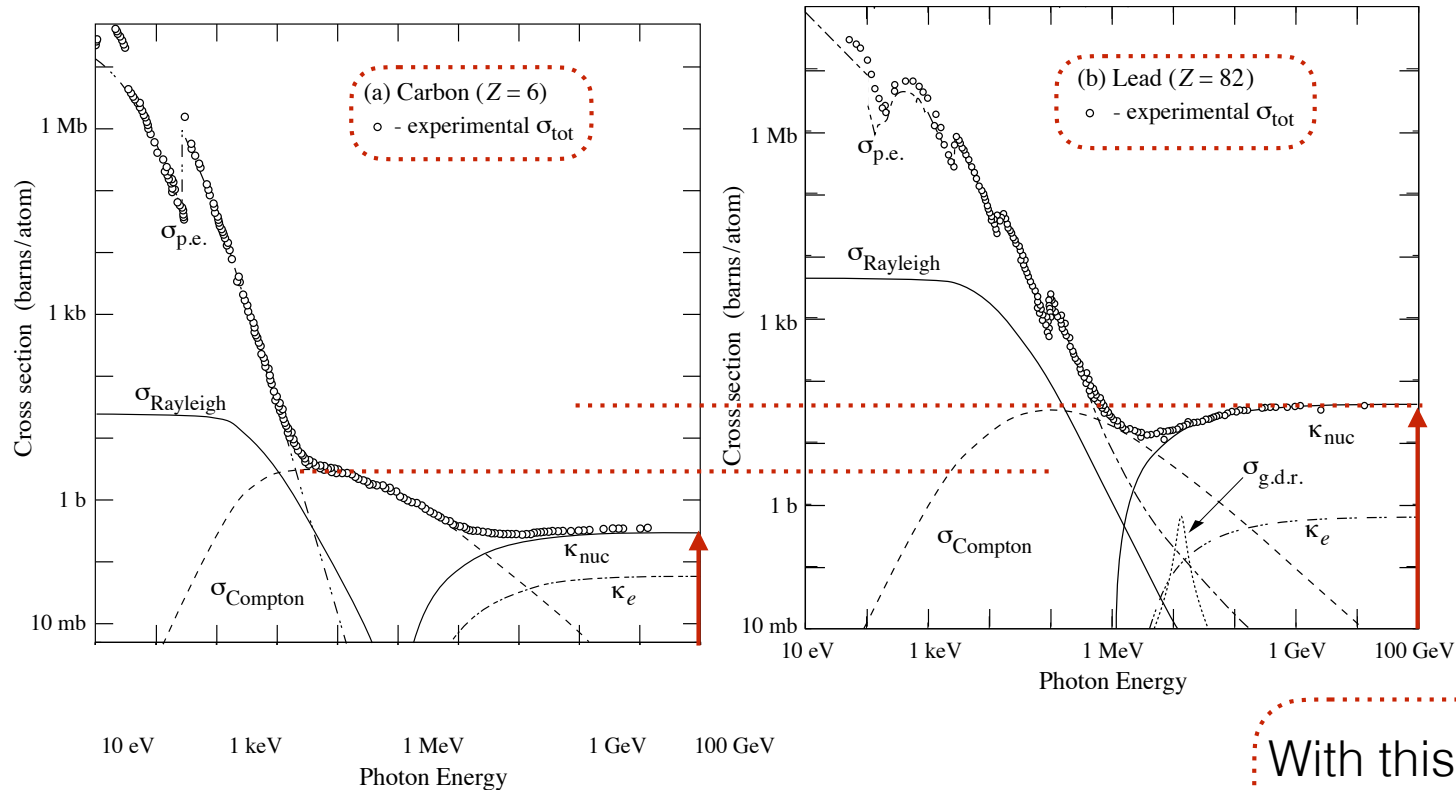 (a) Carbon (Z = 6)
- experimental σtot
Cross section (barns/atom)
1 Mb
1 kb
1 b
10 mb
σp.e.
σRayleigh
σCompton
κnuc
κe
10 eV 1 keV 1 MeV 1 GeV 100 GeV
Photon Energy
(b) Lead (Z = 82)
- experimental σtot
Cross section (barns/atom)
1 Mb
1 kb
1 b
10 mb
σp.e.
σRayleigh
κnuc
σg.d.r.
σCompton
κe
10 eV 1 keV 1 MeV 1 GeV 100 GeV
Photon Energy
With this